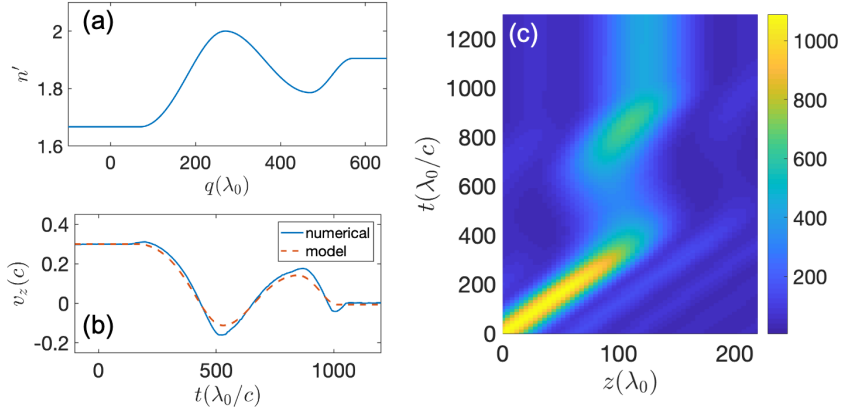 (a)
2
1.8
1.6
n'
0 200 400 600
q(λ₀)
(b)
0.4
0.2
0
-0.2
v_z(c)
numerical
model
0 500 1000
t(λ₀/c)
(c)
1200
1000
800
600
400
200
0
t(λ₀/c)
0 100 200
z(λ₀)
1000
800
600
400
200